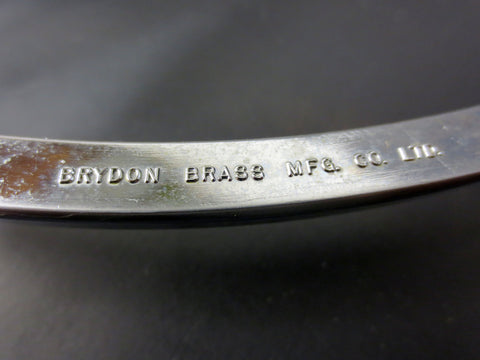 BRYDON BRASS MFG. CO. LTD.